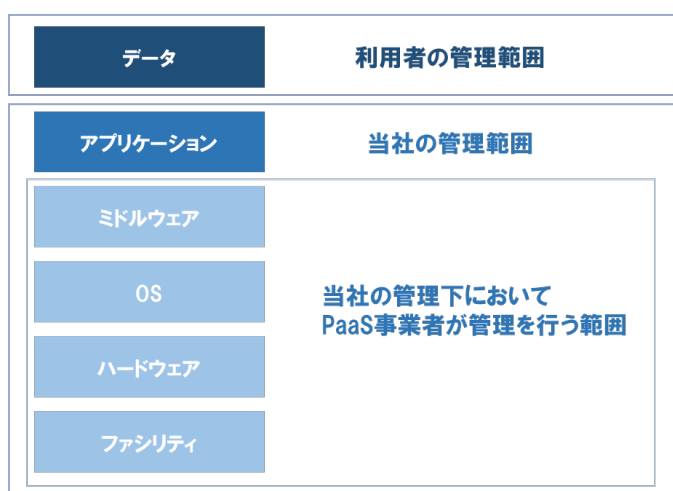 データ
利用者の管理範囲
アプリケーション
当社の管理範囲
ミドルウェア
OS
ハードウェア
ファシリティ
当社の管理下において
PaaS事業者が管理を行う範囲